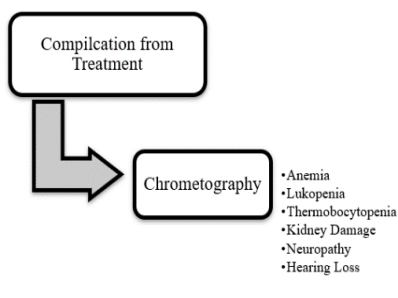 Compilcation from
Treatment
Chrometography
•Anemia
•Lukopenia
•Thermobocytopenia
•Kidney Damage
•Neuropathy
•Hearing Loss